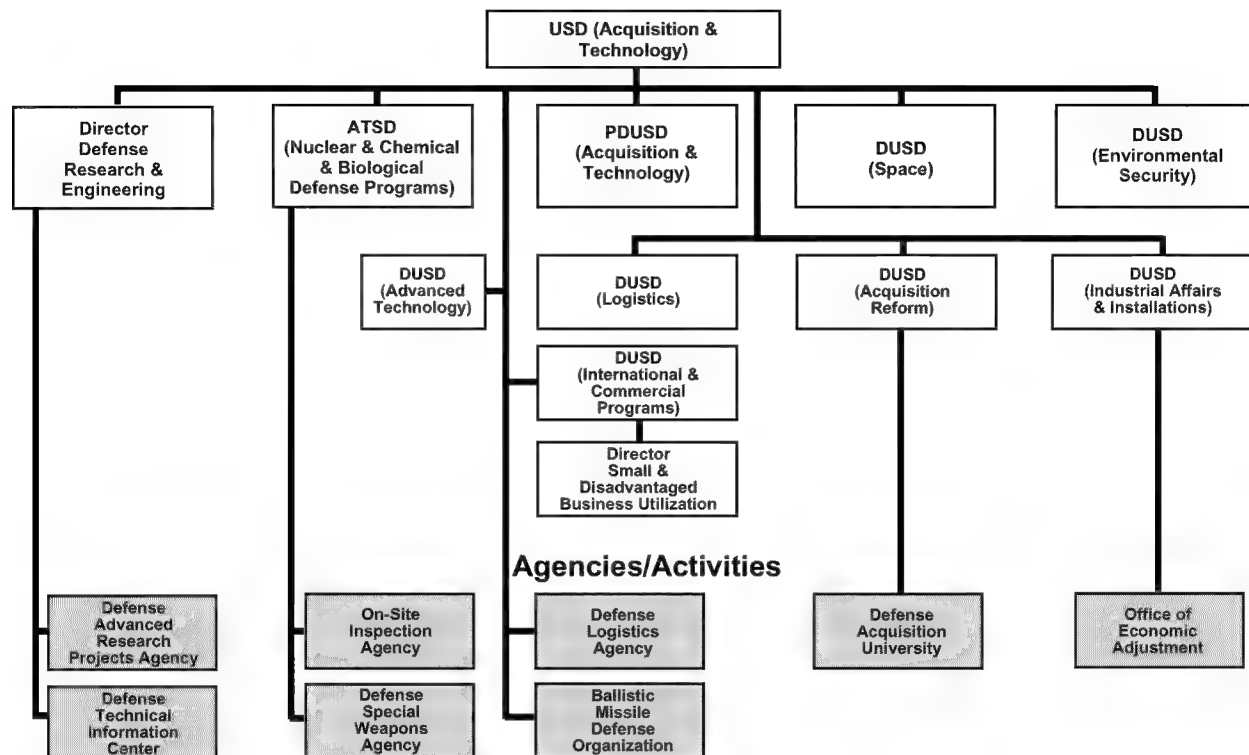 USD (Acquisition &
Technology)
Director
Defense
Research &
Engineering
ATSD
(Nuclear & Chemical
& Biological
Defense Programs)
PDUSD
(Acquisition &
Technology)
DUSD
(Space)
DUSD
(Environmental
Security)
DUSD
(Advanced
Technology)
DUSD
(Logistics)
DUSD
(Acquisition
Reform)
DUSD
(Industrial Affairs
& Installations)
DUSD
(International &
Commercial
Programs)
Director
Small &
Disadvantaged
Business Utilization
Agencies/Activities
Defense
Advanced
Research
Projects Agency
On-Site
Inspection
Agency
Defense
Logistics
Agency
Defense
Acquisition
University
Office of
Economic
Adjustment
Defense
Technical
Information
Center
Defense
Special
Weapons
Agency
Ballistic
Missile
Defense
Organization